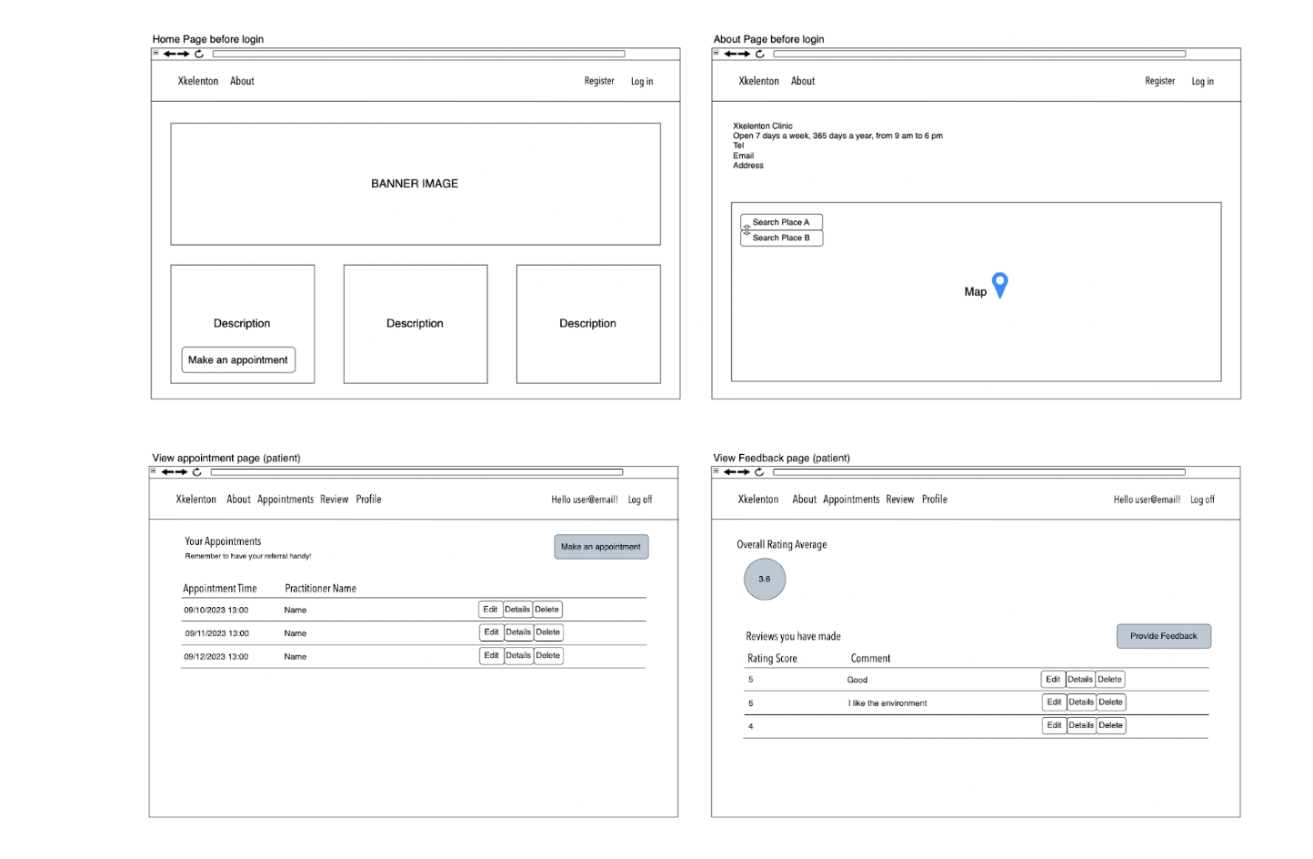 Home Page before login
Xkelenton About Register Log in
BANNER IMAGE
Description
Make an appointment
Description
Description
About Page before login
Xkelenton About Register Log in
Xkelenton Clinic
Open 7 days a week, 365 days a year, from 9 am to 6 pm
Tel
Email
Address
Search Place A
Search Place B
Map
View appointment page (patient)
Xkelenton About Appointments Review Profile Hello user@email! Log off
Your Appointments
Remember to have your referral handy!
Make an appointment
Appointment Time Practitioner Name
09/10/2023 13:00 Name Edit Details Delete
09/11/2023 13:00 Name Edit Details Delete
09/12/2023 13:00 Name Edit Details Delete
View Feedback page (patient)
Xkelenton About Appointments Review Profile Hello user@email! Log off
Overall Rating Average
3.6
Reviews you have made
Provide Feedback
Rating Score Comment
5 Good Edit Details Delete
5 I like the environment Edit Details Delete
4 Edit Details Delete